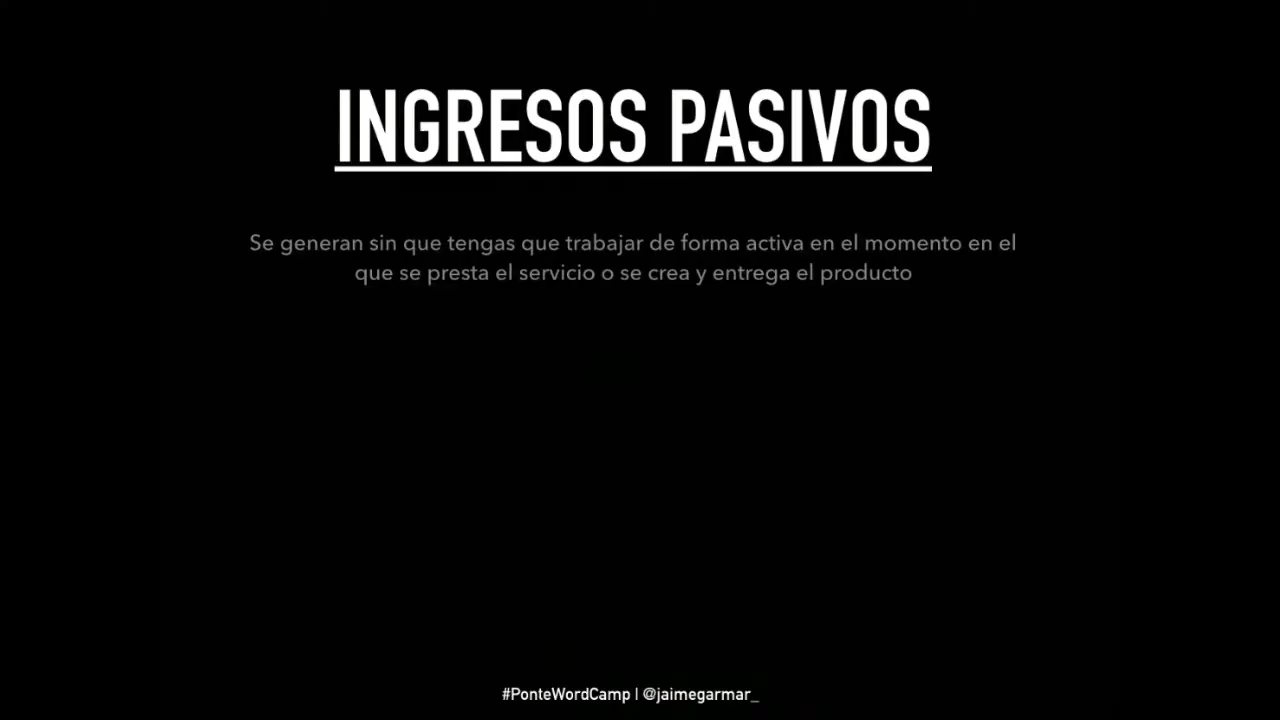 INGRESOS PASIVOS
Se generan sin que tengas que trabajar de forma activa en el momento en el
que se presta el servicio o se crea y entrega el producto
#PonteWordCamp | @jaimegarmar_